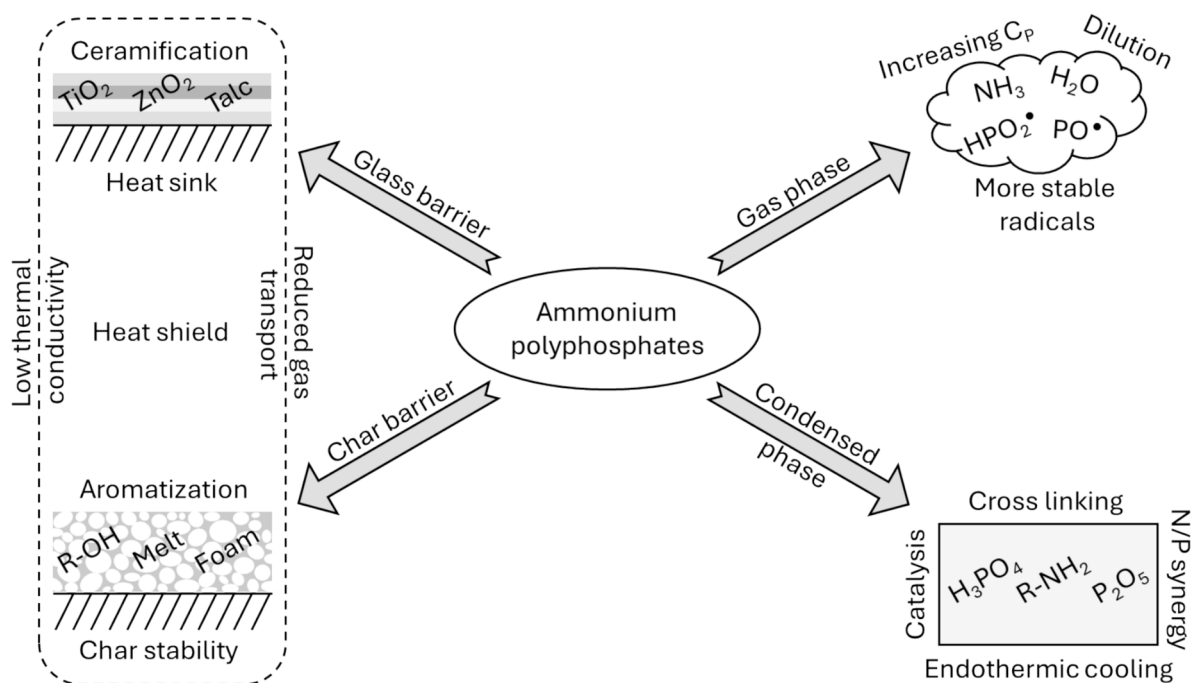 Ceramification
TiO₂ ZnO₂ Talc
Heat sink
Low thermal
conductivity
Heat shield
Reduced gas
transport
Aromatization
R-OH Melt Foam
Char stability
Glass barrier
Char barrier
Ammonium
polyphosphates
Gas phase
Condensed
phase
Increasing Cₚ
Dilution
NH₃ H₂O
HPO₂• PO•
More stable
radicals
Cross linking
Catalysis
H₃PO₄ R-NH₂ P₂O₅
N/P synergy
Endothermic cooling